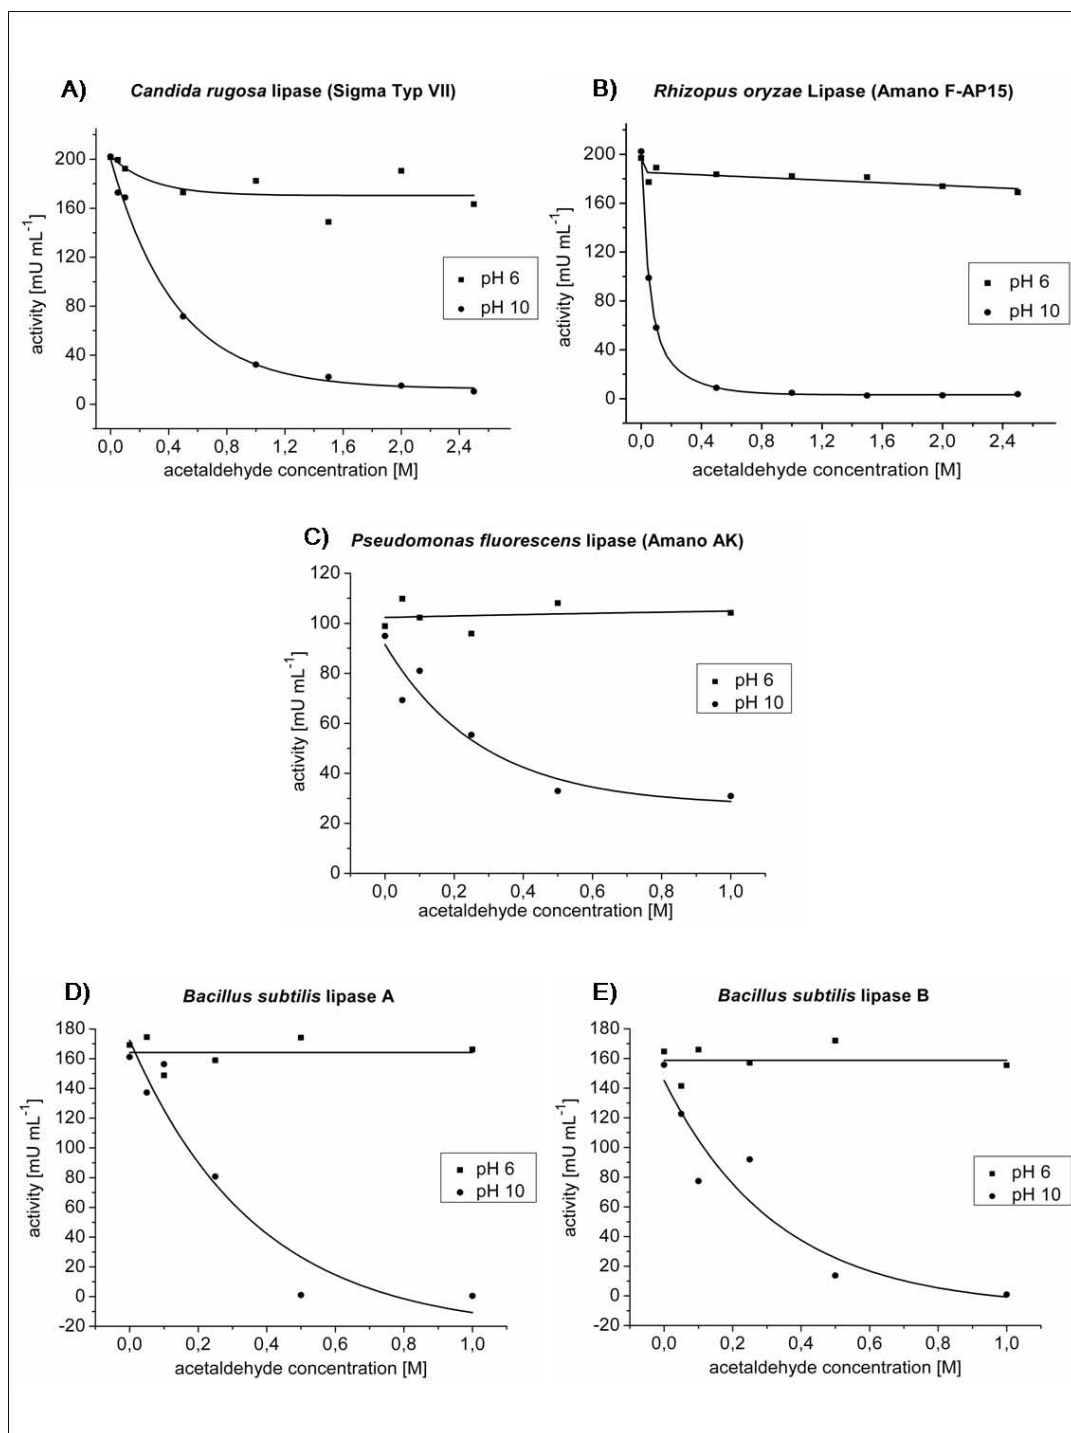 A) Candida rugosa lipase (Sigma Typ VII)
200
160
120
80
40
0
activity [mU mL-1]
pH 6
pH 10
0,0 0,4 0,8 1,2 1,6 2,0 2,4
acetaldehyde concentration [M]
B) Rhizopus oryzae Lipase (Amano F-AP15)
200
160
120
80
40
0
activity [mU mL-1]
pH 6
pH 10
0,0 0,4 0,8 1,2 1,6 2,0 2,4
acetaldehyde concentration [M]
C) Pseudomonas fluorescens lipase (Amano AK)
120
100
80
60
40
20
0
activity [mU mL-1]
pH 6
pH 10
0,0 0,2 0,4 0,6 0,8 1,0
acetaldehyde concentration [M]
D) Bacillus subtilis lipase A
180
160
140
120
100
80
60
40
20
0
-20
activity [mU mL-1]
pH 6
pH 10
0,0 0,2 0,4 0,6 0,8 1,0
acetaldehyde concentration [M]
E) Bacillus subtilis lipase B
180
160
140
120
100
80
60
40
20
0
-20
activity [mU mL-1]
pH 6
pH 10
0,0 0,2 0,4 0,6 0,8 1,0
acetaldehyde concentration [M]